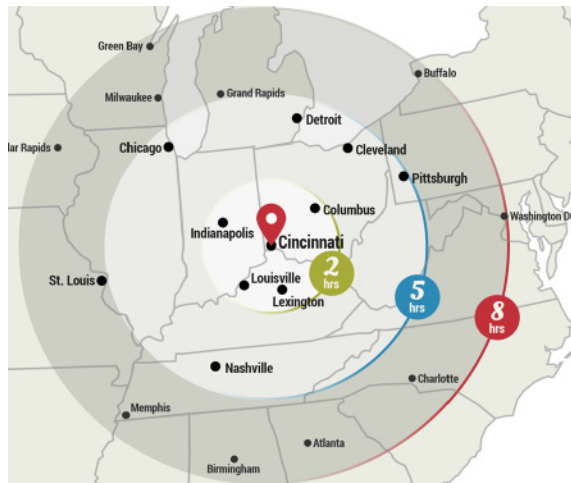 Green Bay
Buffalo
Milwaukee
Grand Rapids
Detroit
lar Rapids
Chicago
Cleveland
Pittsburgh
Columbus
Washington D
Indianapolis
Cincinnati
2
hrs
St. Louis
Louisville
5
hrs
Lexington
8
hrs
Nashville
Charlotte
Memphis
Atlanta
Birmingham